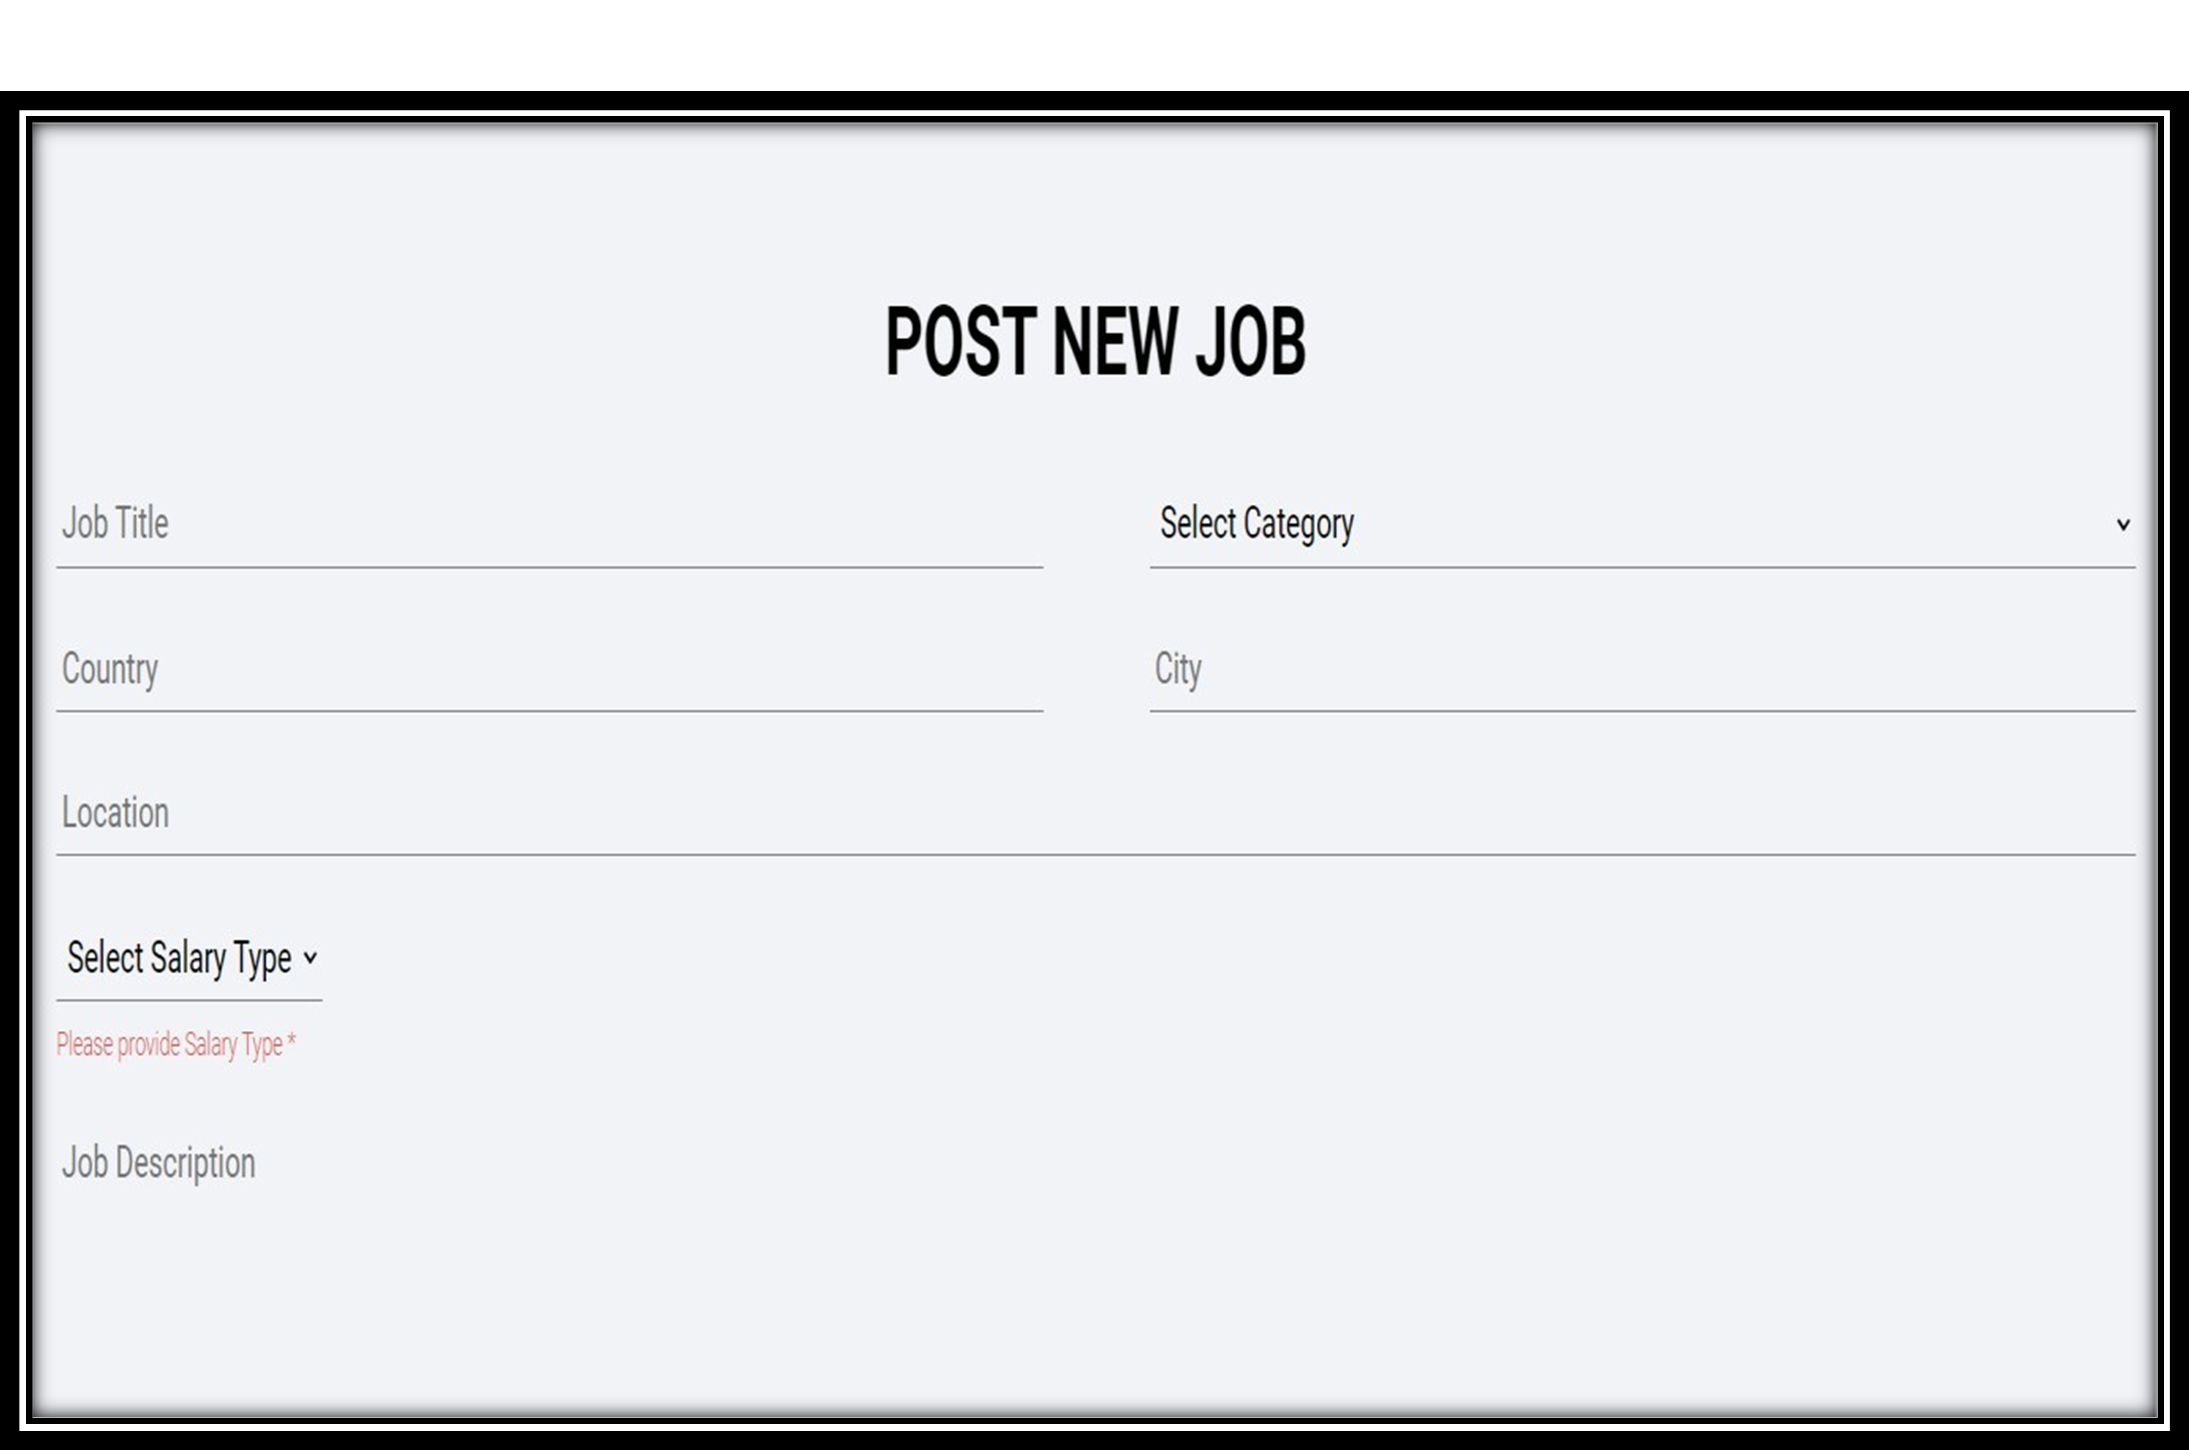 POST NEW JOB
Job Title
Select Category
Country
City
Location
Select Salary Type
Please provide Salary Type *
Job Description